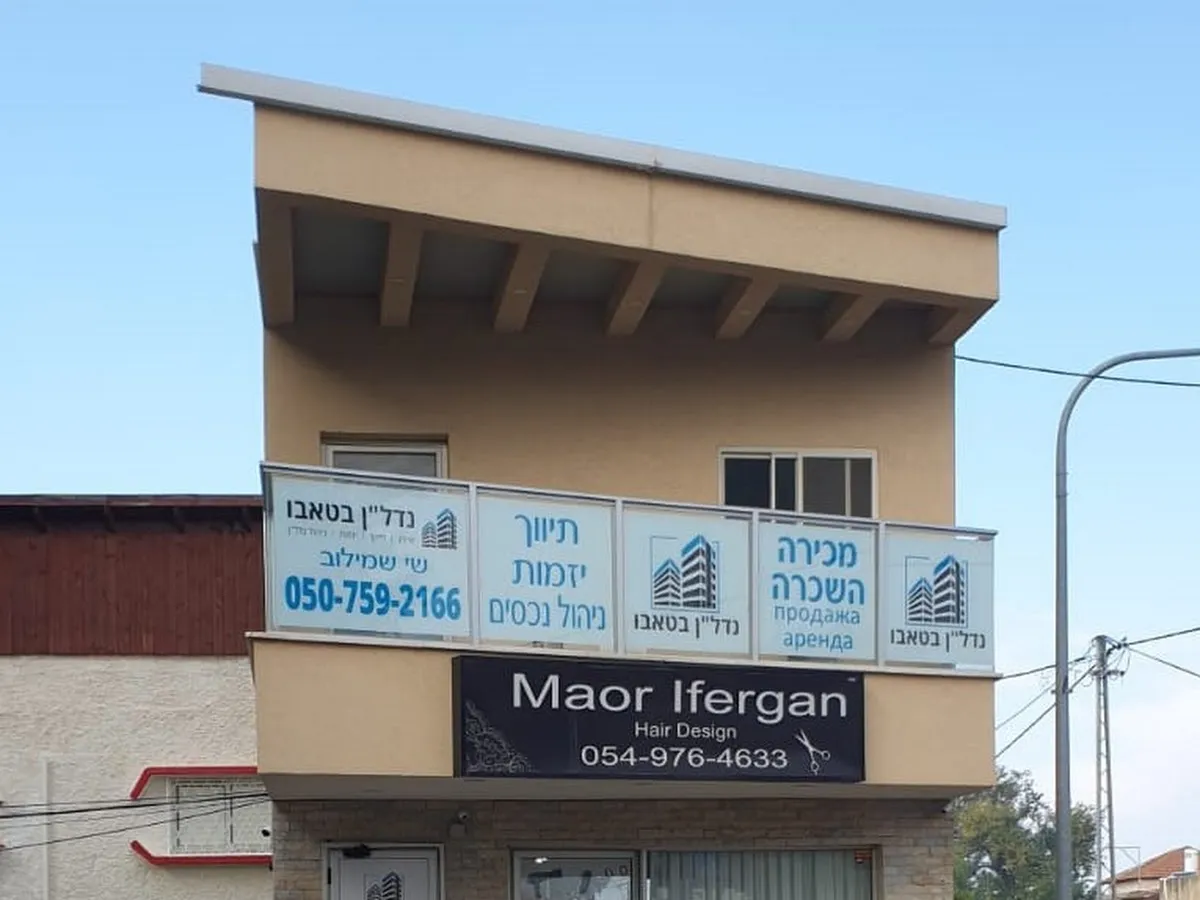 נדל"ן בטאבו
שי שמילוב
050-759-2166
תיווך
יזמות
ניהול נכסים
נדל"ן בטאבו
מכירה
השכרה
продажа
аренда
נדל"ן בטאבו
Maor Ifergan
Hair Design
054-976-4633